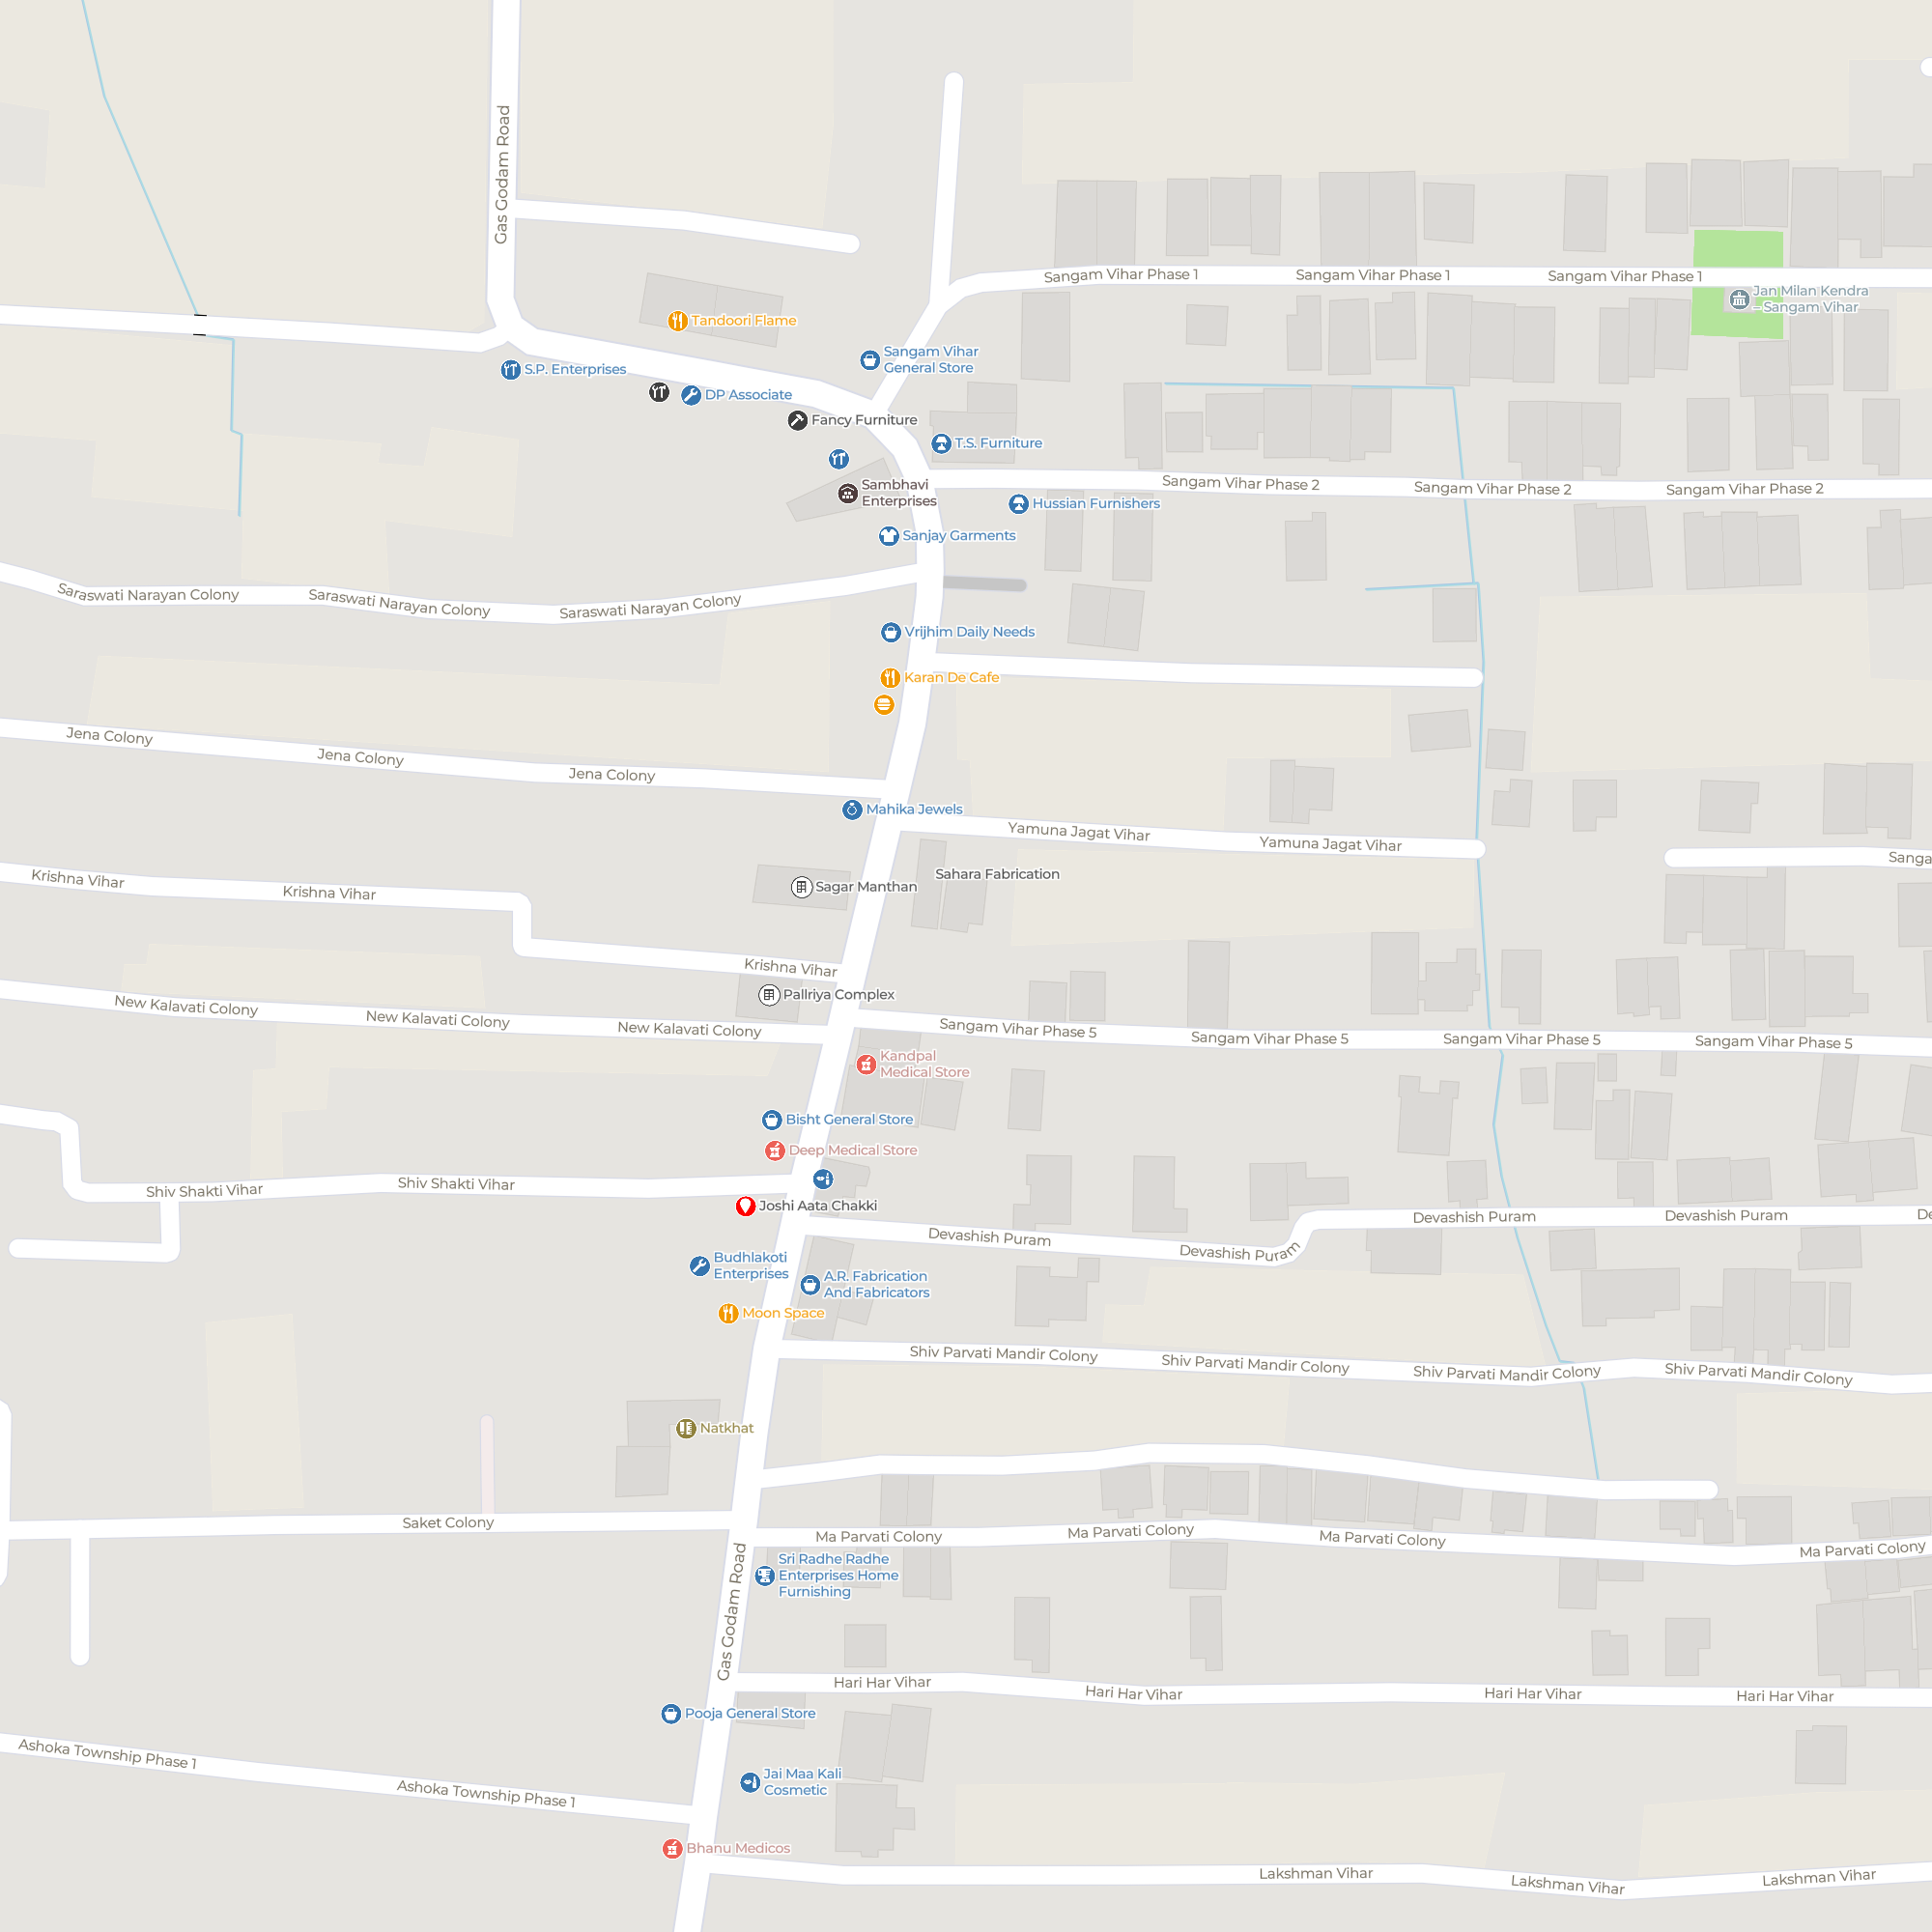 Gas Godam Road
Sangam Vihar Phase 1
Sangam Vihar Phase 1
Sangam Vihar Phase 1
Jan Milan Kendra
– Sangam Vihar
Tandoori Flame
Sangam Vihar
General Store
S.P. Enterprises
DP Associate
Fancy Furniture
T.S. Furniture
Sambhavi
Enterprises
Sangam Vihar Phase 2
Sangam Vihar Phase 2
Sangam Vihar Phase 2
Hussian Furnishers
Sanjay Garments
Saraswati Narayan Colony
Saraswati Narayan Colony
Saraswati Narayan Colony
Vrijhim Daily Needs
Karan De Cafe
Jena Colony
Jena Colony
Jena Colony
Mahika Jewels
Yamuna Jagat Vihar
Yamuna Jagat Vihar
Sanga
Sahara Fabrication
Sagar Manthan
Krishna Vihar
Krishna Vihar
Krishna Vihar
Pallriya Complex
New Kalavati Colony
New Kalavati Colony
New Kalavati Colony
Sangam Vihar Phase 5
Sangam Vihar Phase 5
Sangam Vihar Phase 5
Sangam Vihar Phase 5
Kandpal
Medical Store
Bisht General Store
Deep Medical Store
Shiv Shakti Vihar
Shiv Shakti Vihar
Joshi Aata Chakki
Devashish Puram
Devashish Puram
Devashish Puram
Devashish Puram
De
Budhlakoti
Enterprises
A.R. Fabrication
And Fabricators
Moon Space
Shiv Parvati Mandir Colony
Shiv Parvati Mandir Colony
Shiv Parvati Mandir Colony
Shiv Parvati Mandir Colony
Natkhat
Saket Colony
Ma Parvati Colony
Ma Parvati Colony
Ma Parvati Colony
Ma Parvati Colony
Gas Godam Road
Sri Radhe Radhe
Enterprises Home
Furnishing
Hari Har Vihar
Hari Har Vihar
Hari Har Vihar
Hari Har Vihar
Pooja General Store
Ashoka Township Phase 1
Ashoka Township Phase 1
Jai Maa Kali
Cosmetic
Bhanu Medicos
Lakshman Vihar
Lakshman Vihar
Lakshman Vihar